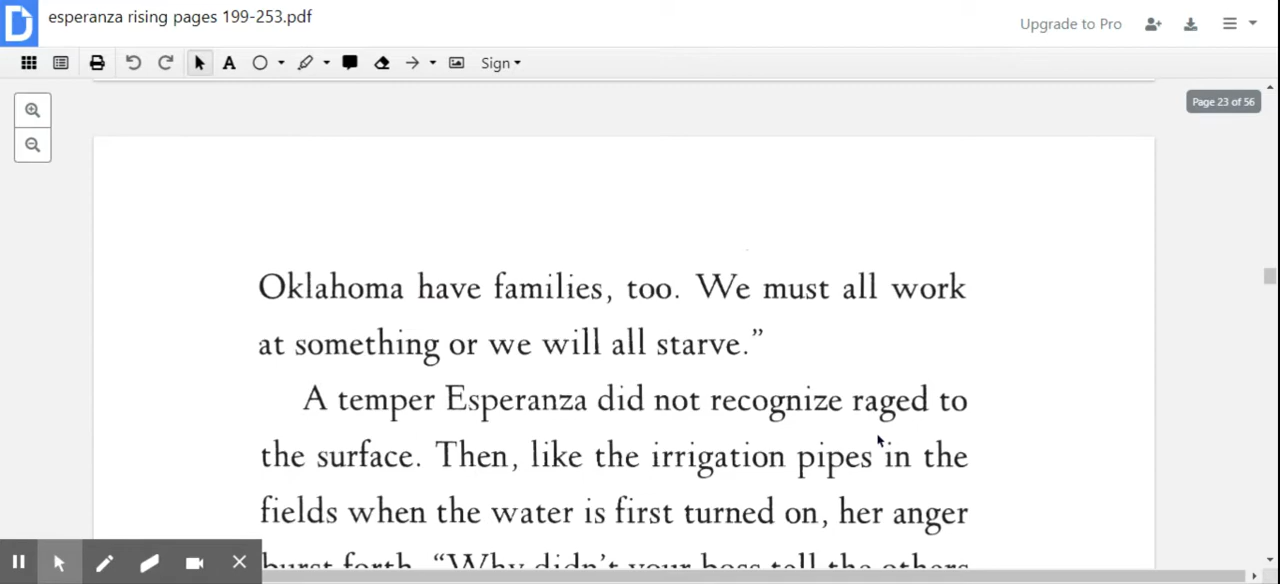 esperanza rising pages 199-253.pdf
Upgrade to Pro
A
Sign
Page 23 of 56
Oklahoma have families, too. We must all work
at something or we will all starve.”
A temper Esperanza did not recognize raged to
the surface. Then, like the irrigation pipes in the
fields when the water is first turned on, her anger
burst forth. “Why didn’t your boss tell the others